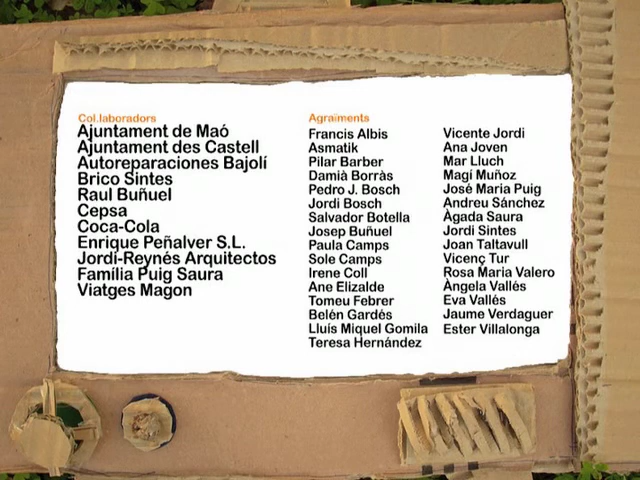 Col.laboradors
Ajuntament de Maó
Ajuntament des Castell
Autoreparaciones Bajolí
Brico Sintes
Raul Buñuel
Cepsa
Coca-Cola
Enrique Peñalver S.L.
Jordi-Reynés Arquitectos
Família Puig Saura
Viatges Magon
Agraïments
Francis Albis
Asmatik
Pilar Barber
Damià Borràs
Pedro J. Bosch
Jordi Bosch
Salvador Botella
Josep Buñuel
Paula Camps
Sole Camps
Irene Coll
Ane Elizalde
Tomeu Febrer
Belén Gardés
Lluís Miquel Gomila
Teresa Hernández
Vicente Jordi
Ana Joven
Mar Lluch
Magí Muñoz
José Maria Puig
Andreu Sánchez
Àgada Saura
Jordi Sintes
Joan Taltavull
Vicenç Tur
Rosa Maria Valero
Àngela Vallés
Eva Vallés
Jaume Verdaguer
Ester Villalonga